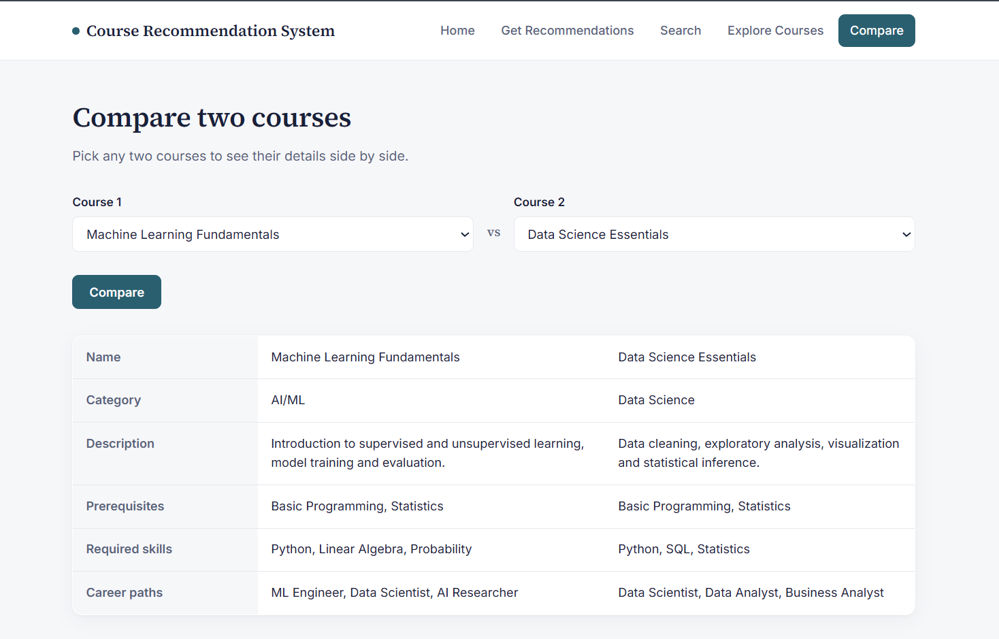 Course Recommendation System
Home
Get Recommendations
Search
Explore Courses
Compare
Compare two courses
Pick any two courses to see their details side by side.
Course 1
Machine Learning Fundamentals
vs
Course 2
Data Science Essentials
Compare
Name
Machine Learning Fundamentals
Data Science Essentials
Category
AI/ML
Data Science
Description
Introduction to supervised and unsupervised learning,
model training and evaluation.
Data cleaning, exploratory analysis, visualization
and statistical inference.
Prerequisites
Basic Programming, Statistics
Basic Programming, Statistics
Required skills
Python, Linear Algebra, Probability
Python, SQL, Statistics
Career paths
ML Engineer, Data Scientist, AI Researcher
Data Scientist, Data Analyst, Business Analyst